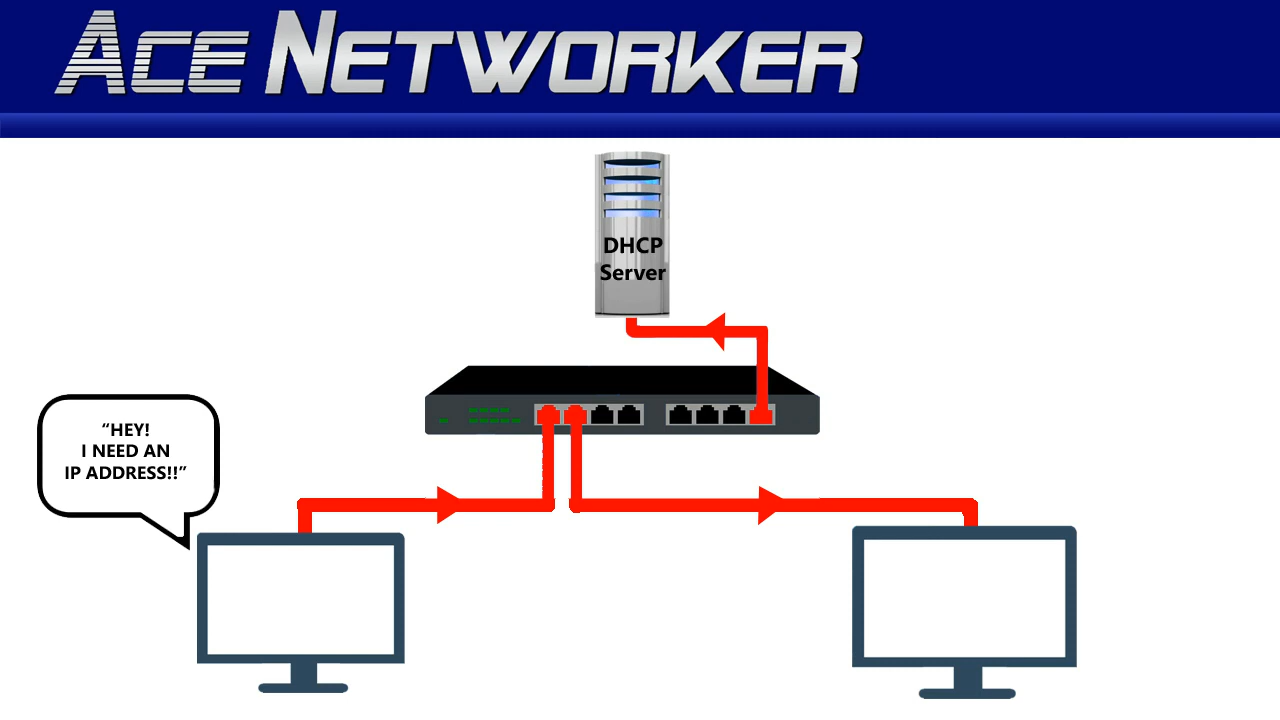 ACE NETWORKER
DHCP
Server
“HEY!
I NEED AN
IP ADDRESS!!”